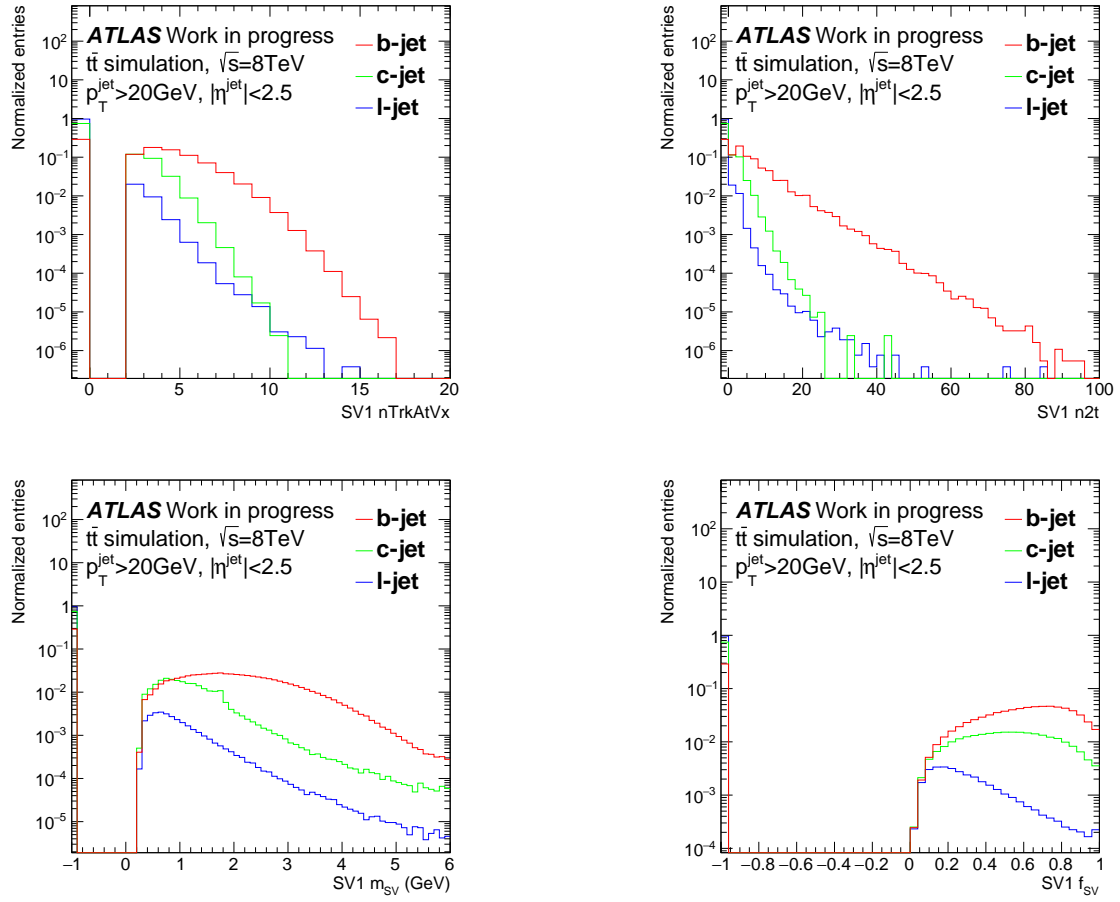 Normalized entries
ATLAS Work in progress
tt̄ simulation, √s=8TeV
p_T^jet>20GeV, |η^jet|<2.5
b-jet
c-jet
l-jet
10²
10
1
10⁻¹
10⁻²
10⁻³
10⁻⁴
10⁻⁵
10⁻⁶
0 5 10 15 20
SV1 nTrkAtVx
Normalized entries
ATLAS Work in progress
tt̄ simulation, √s=8TeV
p_T^jet>20GeV, |η^jet|<2.5
b-jet
c-jet
l-jet
10²
10
1
10⁻¹
10⁻²
10⁻³
10⁻⁴
10⁻⁵
10⁻⁶
0 20 40 60 80 100
SV1 n2t
Normalized entries
ATLAS Work in progress
tt̄ simulation, √s=8TeV
p_T^jet>20GeV, |η^jet|<2.5
b-jet
c-jet
l-jet
10²
10
1
10⁻¹
10⁻²
10⁻³
10⁻⁴
10⁻⁵
−1 0 1 2 3 4 5 6
SV1 m_SV (GeV)
Normalized entries
ATLAS Work in progress
tt̄ simulation, √s=8TeV
p_T^jet>20GeV, |η^jet|<2.5
b-jet
c-jet
l-jet
10²
10
1
10⁻¹
10⁻²
10⁻³
10⁻⁴
−1 −0.8 −0.6 −0.4 −0.2 0 0.2 0.4 0.6 0.8 1
SV1 f_SV